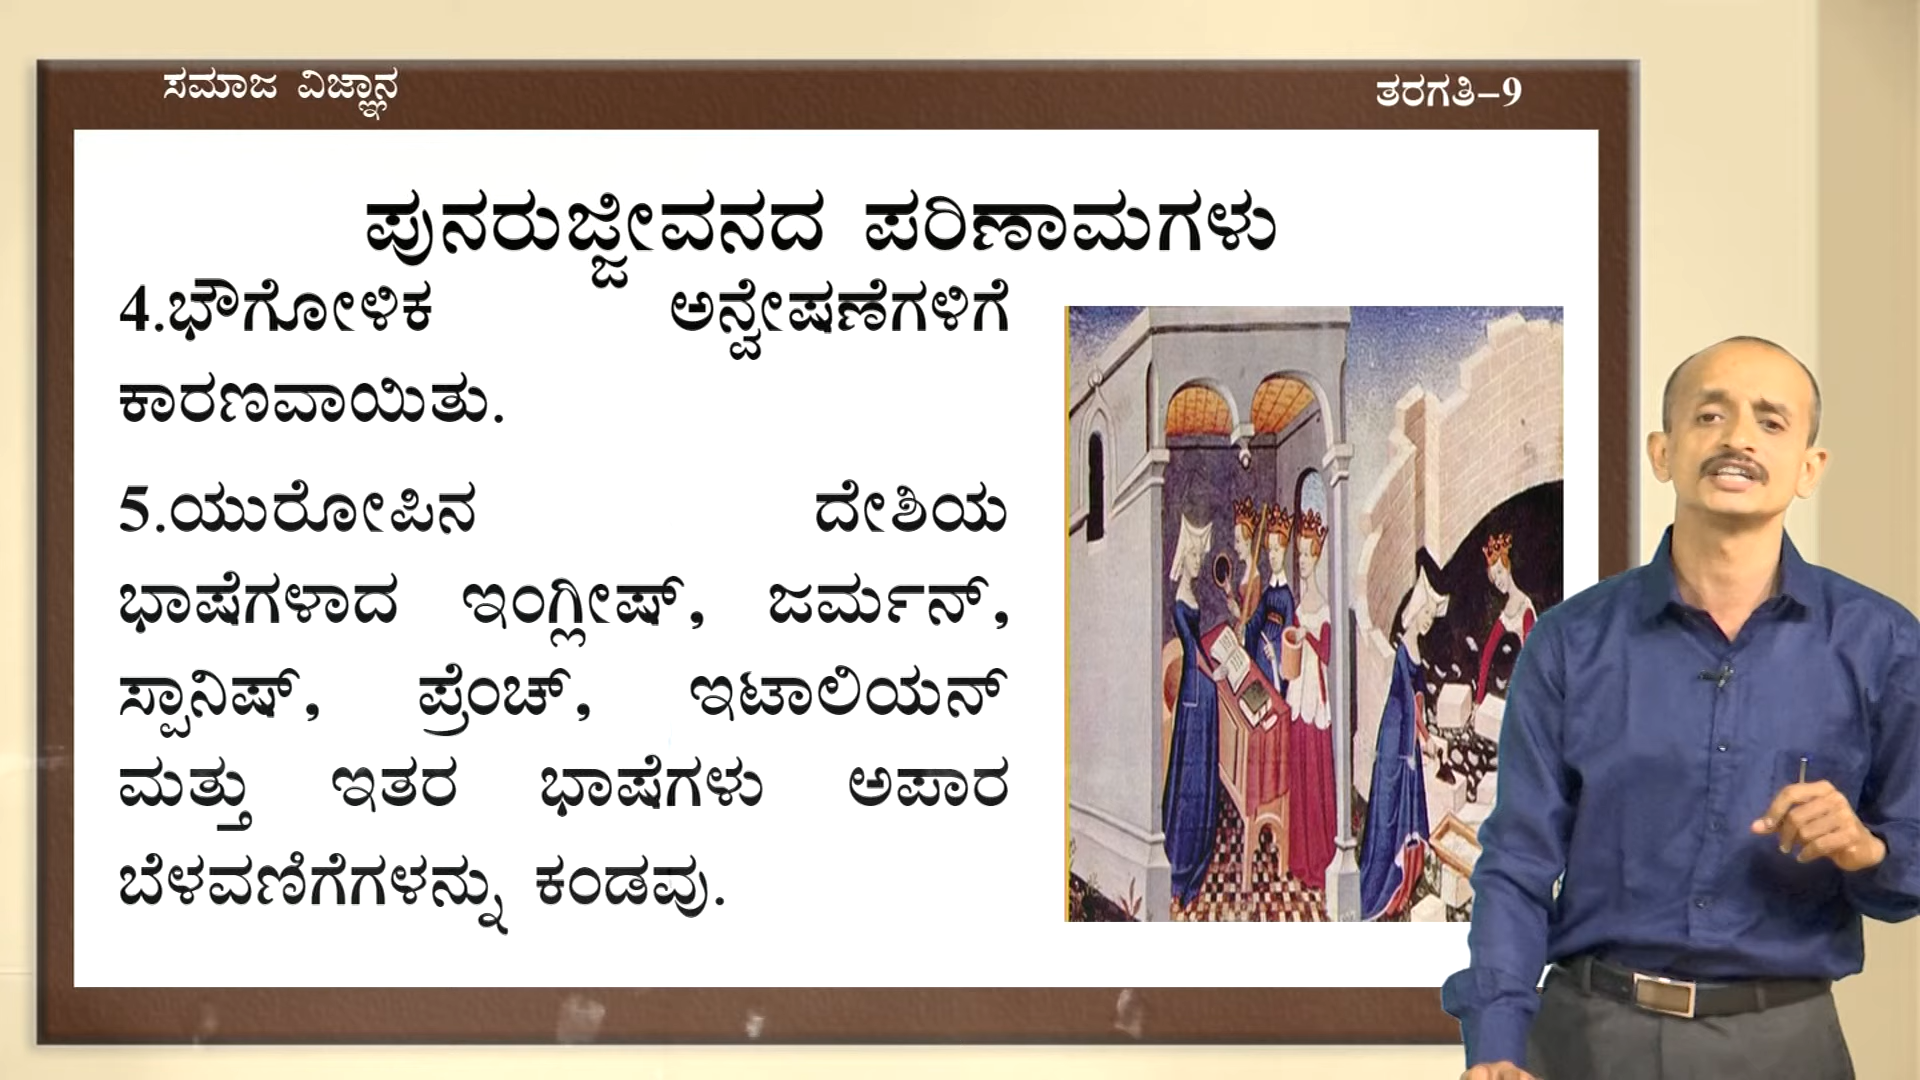 ಸಮಾಜ ವಿಜ್ಞಾನ
ತರಗತಿ-9
ಪುನರುಜ್ಜೀವನದ ಪರಿಣಾಮಗಳು
4.ಭೌಗೋಳಿಕ ಅನ್ವೇಷಣೆಗಳಿಗೆ
ಕಾರಣವಾಯಿತು.
5.ಯುರೋಪಿನ ದೇಶಿಯ
ಭಾಷೆಗಳಾದ ಇಂಗ್ಲೀಷ್, ಜರ್ಮನ್,
ಸ್ಪಾನಿಷ್, ಪ್ರೆಂಚ್, ಇಟಾಲಿಯನ್
ಮತ್ತು ಇತರ ಭಾಷೆಗಳು ಅಪಾರ
ಬೆಳವಣಿಗೆಗಳನ್ನು ಕಂಡವು.